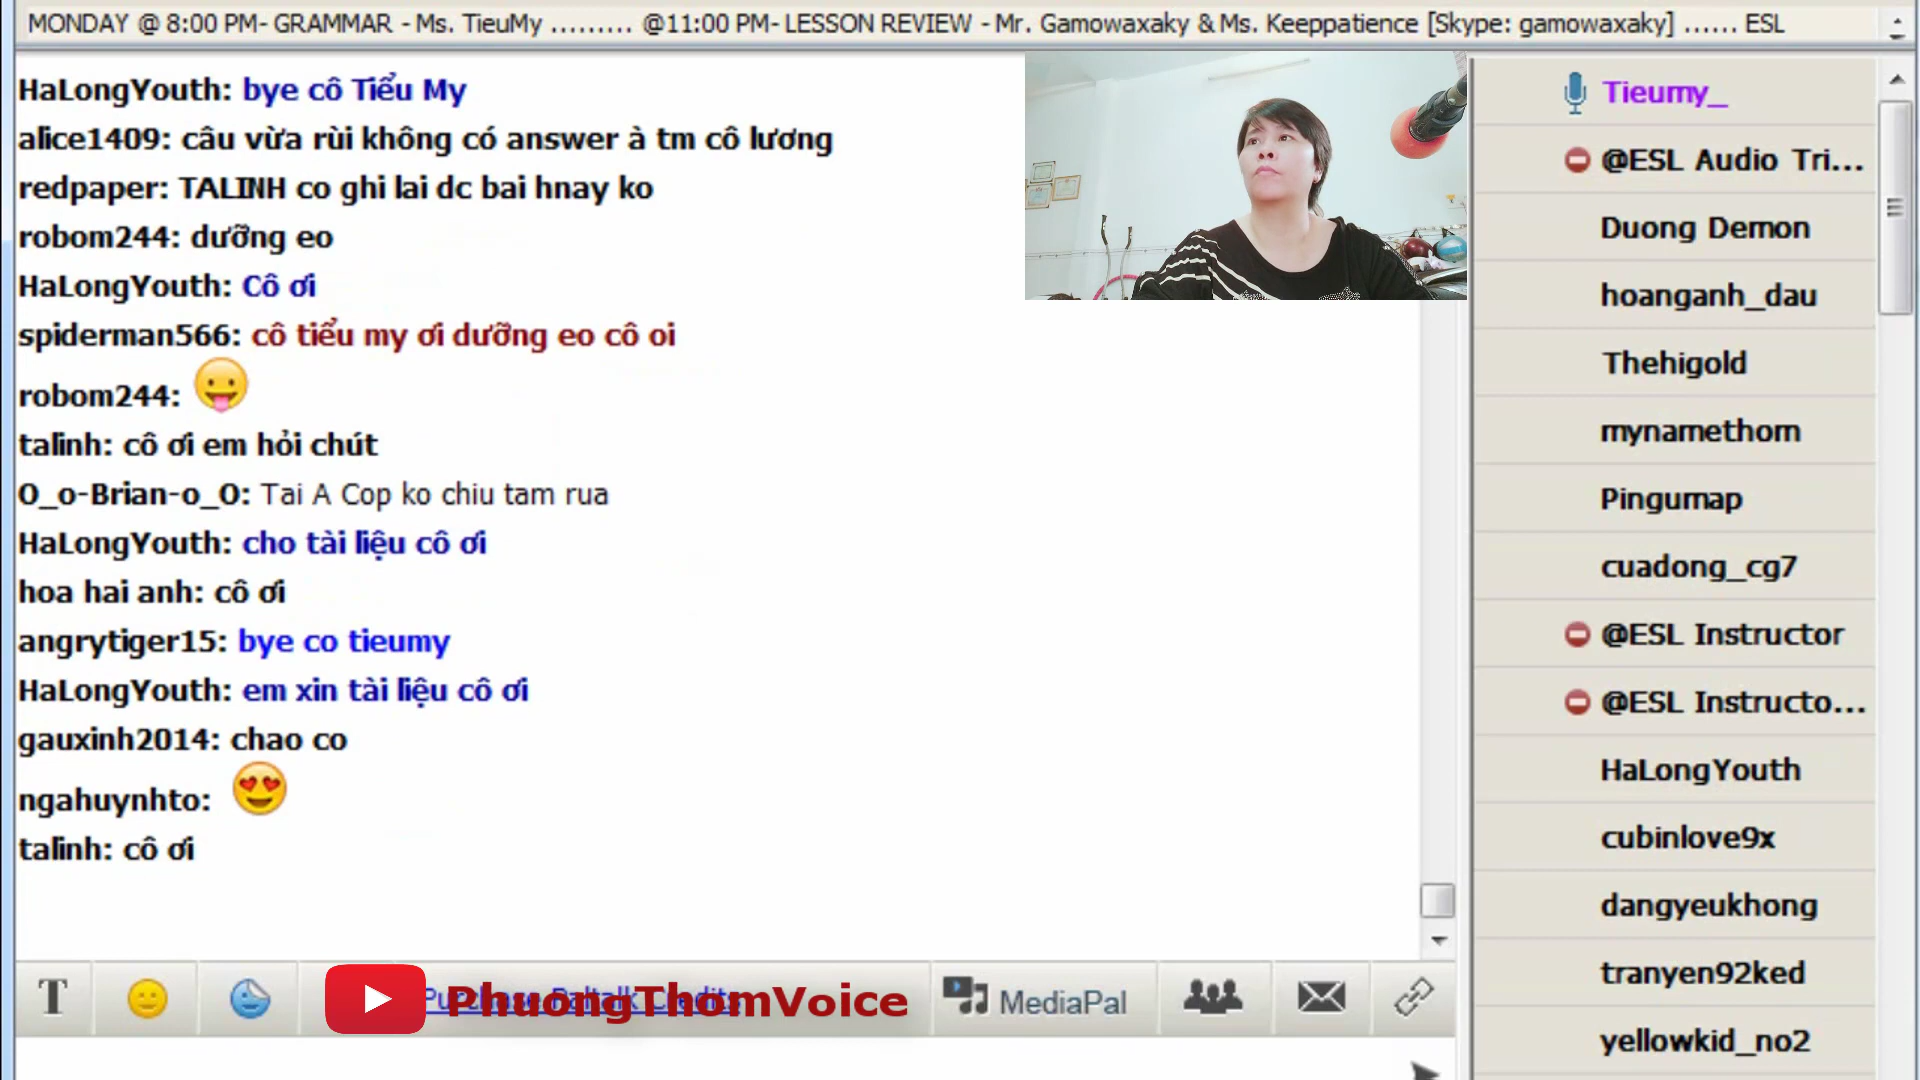 MONDAY @ 8:00 PM- GRAMMAR - Ms. TieuMy ......... @11:00 PM- LESSON REVIEW - Mr. Gamowaxaky & Ms. Keeppatience [Skype: gamowaxaky] ...... ESL
HaLongYouth: bye cô Tiểu My
alice1409: câu vừa rùi không có answer à tm cô lương
redpaper: TALINH co ghi lai dc bai hnay ko
robom244: dưỡng eo
HaLongYouth: Cô ơi
spiderman566: cô tiểu my ơi dưỡng eo cô oi
robom244: 😛
talinh: cô ơi em hỏi chút
O_o-Brian-o_O: Tai A Cop ko chiu tam rua
HaLongYouth: cho tài liệu cô ơi
hoa hai anh: cô ơi
angrytiger15: bye co tieumy
HaLongYouth: em xin tài liệu cô ơi
gauxinh2014: chao co
ngahuynhto: 😍
talinh: cô ơi
Tieumy_
@ESL Audio Tri...
Duong Demon
hoanganh_dau
Thehigold
mynamethom
Pingumap
cuadong_cg7
@ESL Instructor
@ESL Instructo...
HaLongYouth
cubinlove9x
dangyeukhong
tranyen92ked
yellowkid_no2
T
Purchase Paltalk Credits
PhuongThomVoice
MediaPal